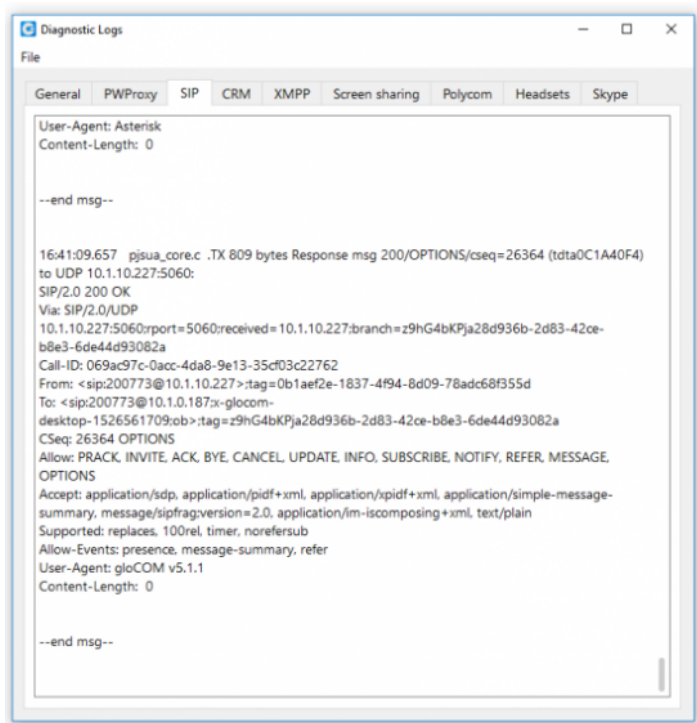 Diagnostic Logs
File
General PWProxy SIP CRM XMPP Screen sharing Polycom Headsets Skype
User-Agent: Asterisk
Content-Length: 0
--end msg--
16:41:09.657 pjsua_core.c .TX 809 bytes Response msg 200/OPTIONS/cseq=26364 (tdta0C1A40F4)
to UDP 10.1.10.227:5060:
SIP/2.0 200 OK
Via: SIP/2.0/UDP
10.1.10.227:5060;rport=5060;received=10.1.10.227;branch=z9hG4bKPja28d936b-2d83-42ce-
b8e3-6de44d93082a
Call-ID: 069ac97c-0acc-4da8-9e13-35cf03c22762
From: <sip:200773@10.1.10.227>;tag=0b1aef2e-1837-4f94-8d09-78adc68f355d
To: <sip:200773@10.1.0.187;x-glocom-
desktop-1526561709;ob>;tag=z9hG4bKPja28d936b-2d83-42ce-b8e3-6de44d93082a
CSeq: 26364 OPTIONS
Allow: PRACK, INVITE, ACK, BYE, CANCEL, UPDATE, INFO, SUBSCRIBE, NOTIFY, REFER, MESSAGE,
OPTIONS
Accept: application/sdp, application/pidf+xml, application/xpidf+xml, application/simple-message-
summary, message/sipfrag;version=2.0, application/im-iscomposing+xml, text/plain
Supported: replaces, 100rel, timer, norefersub
Allow-Events: presence, message-summary, refer
User-Agent: gloCOM v5.1.1
Content-Length: 0
--end msg--